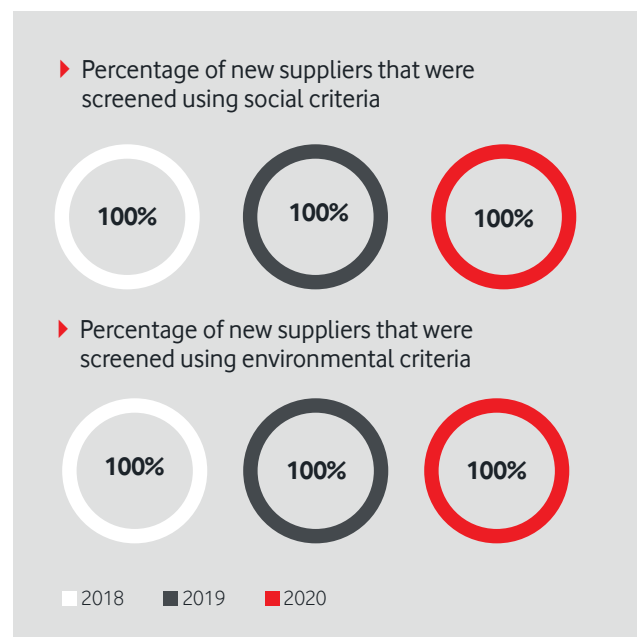 Percentage of new suppliers that were
screened using social criteria
100% 100% 100%
Percentage of new suppliers that were
screened using environmental criteria
100% 100% 100%
2018 2019 2020